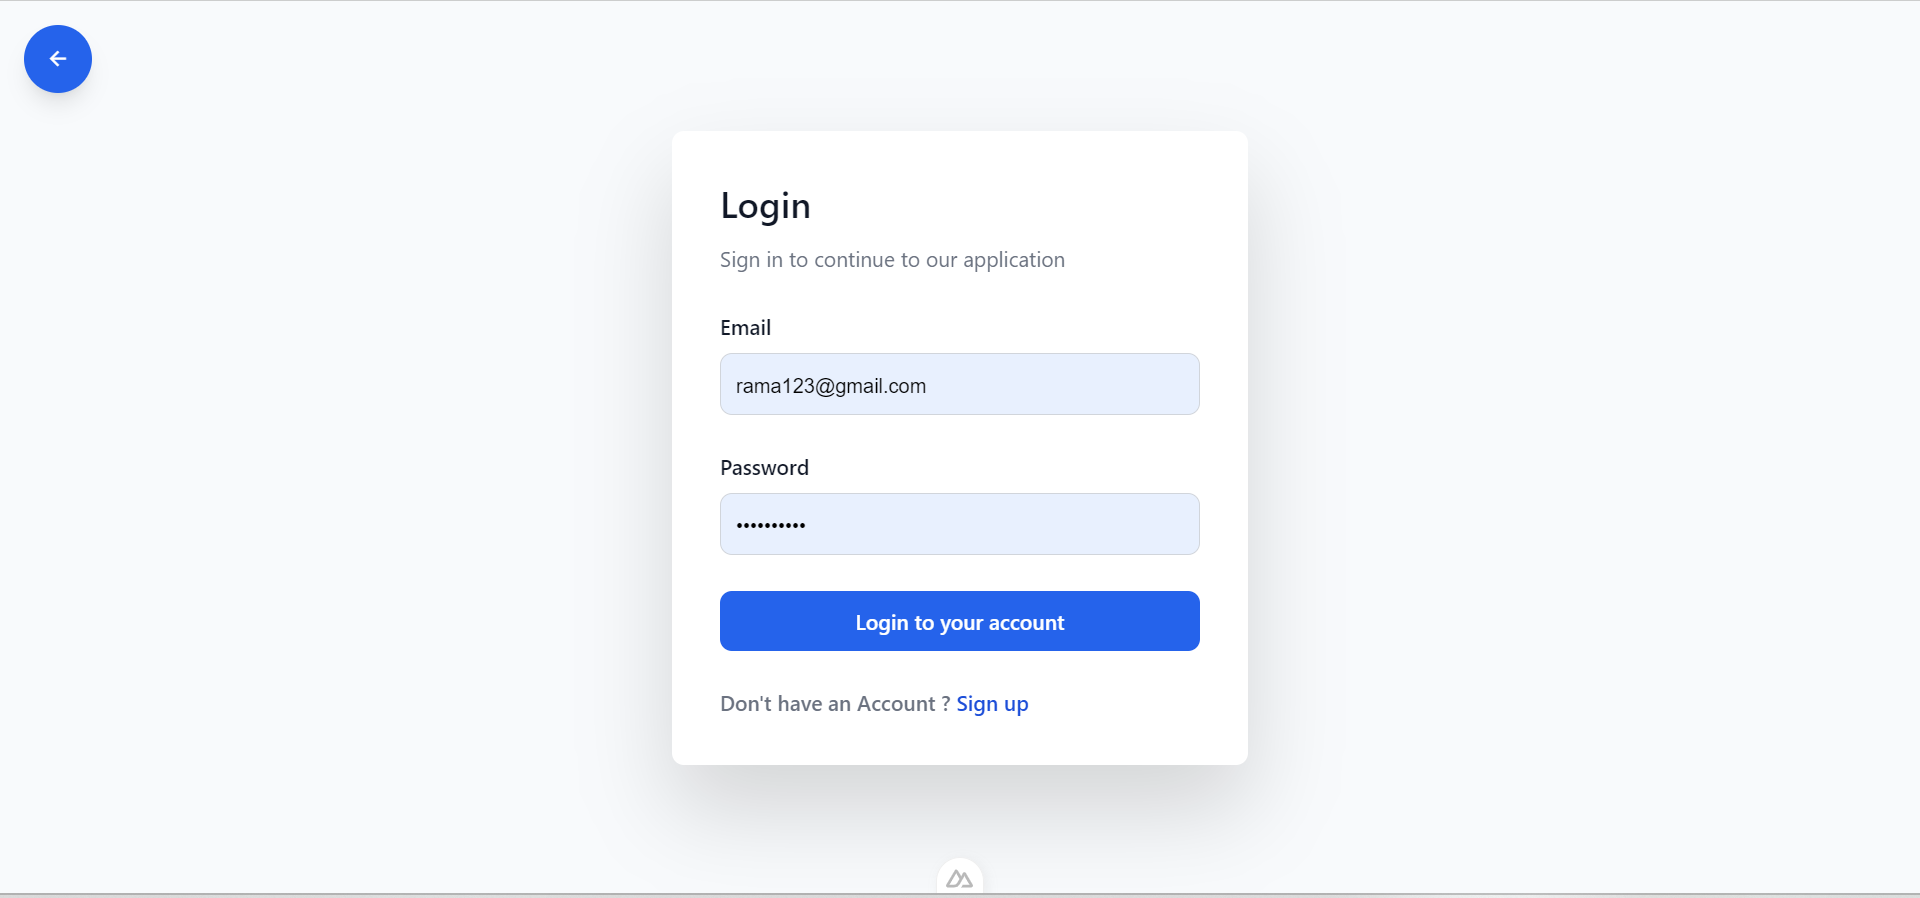 Login
Sign in to continue to our application
Email
rama123@gmail.com
Password
••••••••••
Login to your account
Don't have an Account ? Sign up